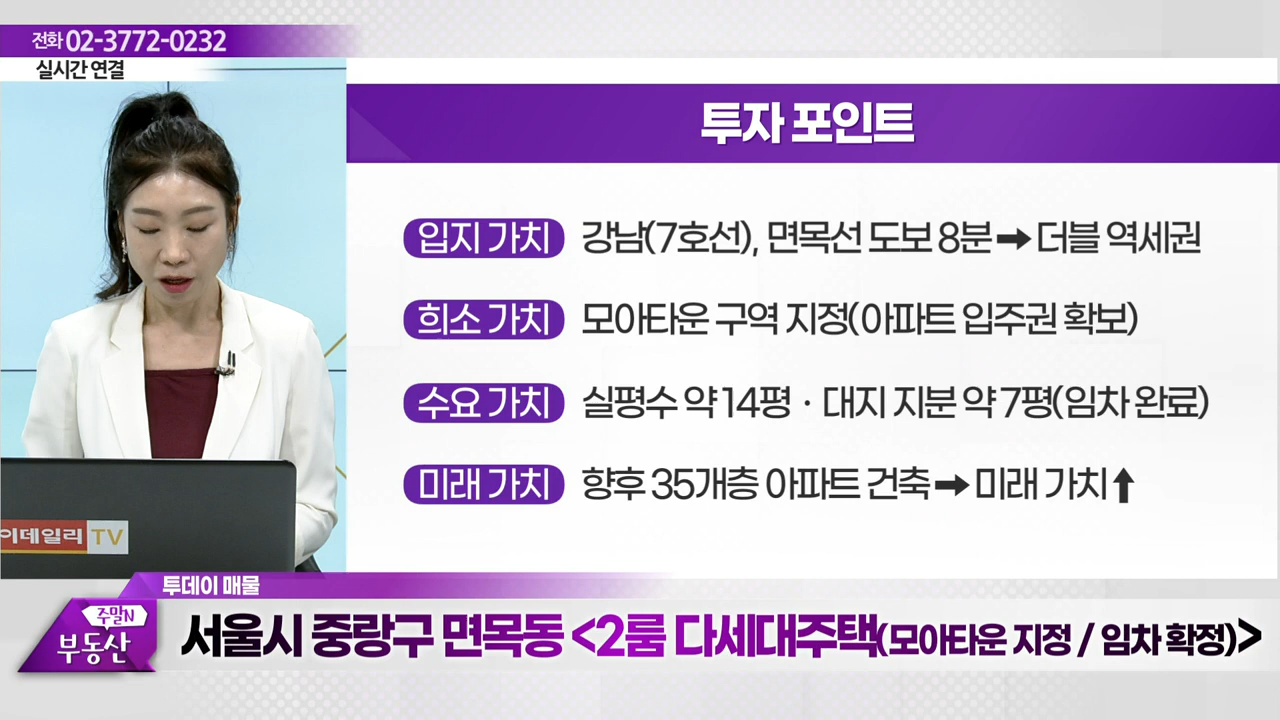 전화 02-3772-0232
실시간 연결
투자 포인트
입지 가치 강남(7호선), 면목선 도보 8분 ➡ 더블 역세권
희소 가치 모아타운 구역 지정(아파트 입주권 확보)
수요 가치 실평수 약 14평 · 대지 지분 약 7평(임차 완료)
미래 가치 향후 35개층 아파트 건축 ➡ 미래 가치 ⬆
이데일리 TV
투데이 매물
주말N
부동산
서울시 중랑구 면목동 <2룸 다세대주택(모아타운 지정 / 임차 확정)>